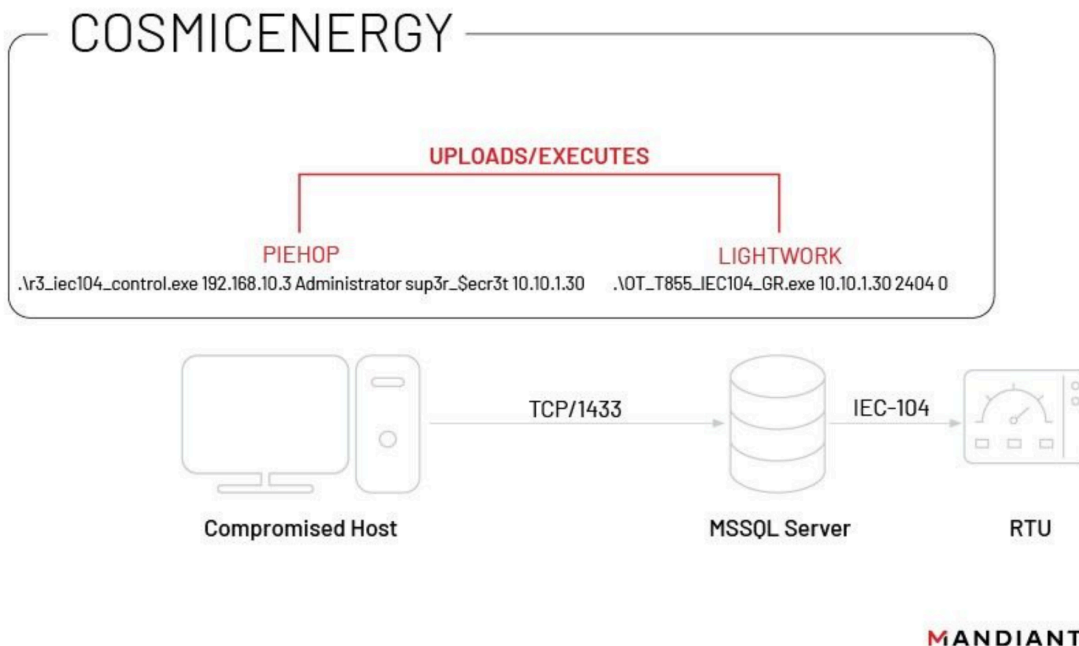 COSMICENERGY
UPLOADS/EXECUTES
PIEHOP
.\r3_iec104_control.exe 192.168.10.3 Administrator sup3r_$ecr3t 10.10.1.30
LIGHTWORK
.\OT_T855_IEC104_GR.exe 10.10.1.30 2404 0
TCP/1433
IEC-104
Compromised Host
MSSQL Server
RTU
MANDIANT